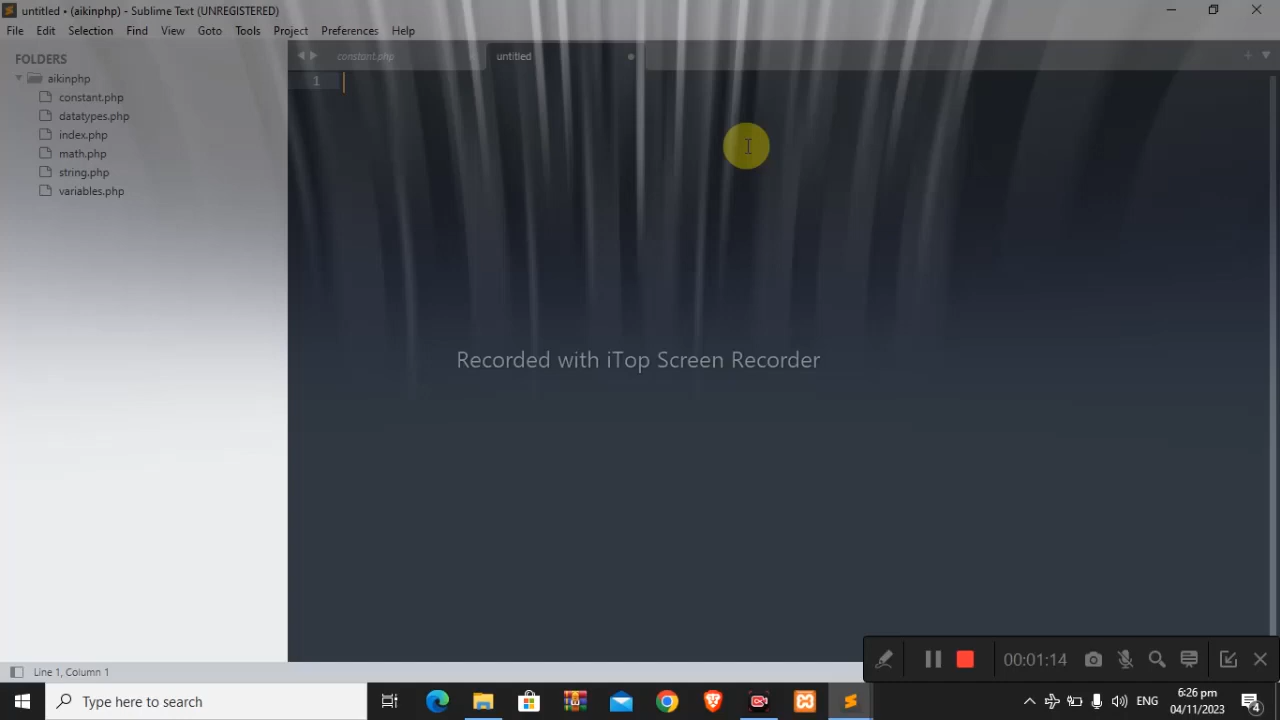 untitled • (aikinphp) - Sublime Text (UNREGISTERED)
File Edit Selection Find View Goto Tools Project Preferences Help
FOLDERS
aikinphp
constant.php
datatypes.php
index.php
math.php
string.php
variables.php
constant.php untitled
1
Recorded with iTop Screen Recorder
Line 1, Column 1
00:01:14
Type here to search
ENG
6:26 pm
04/11/2023
4